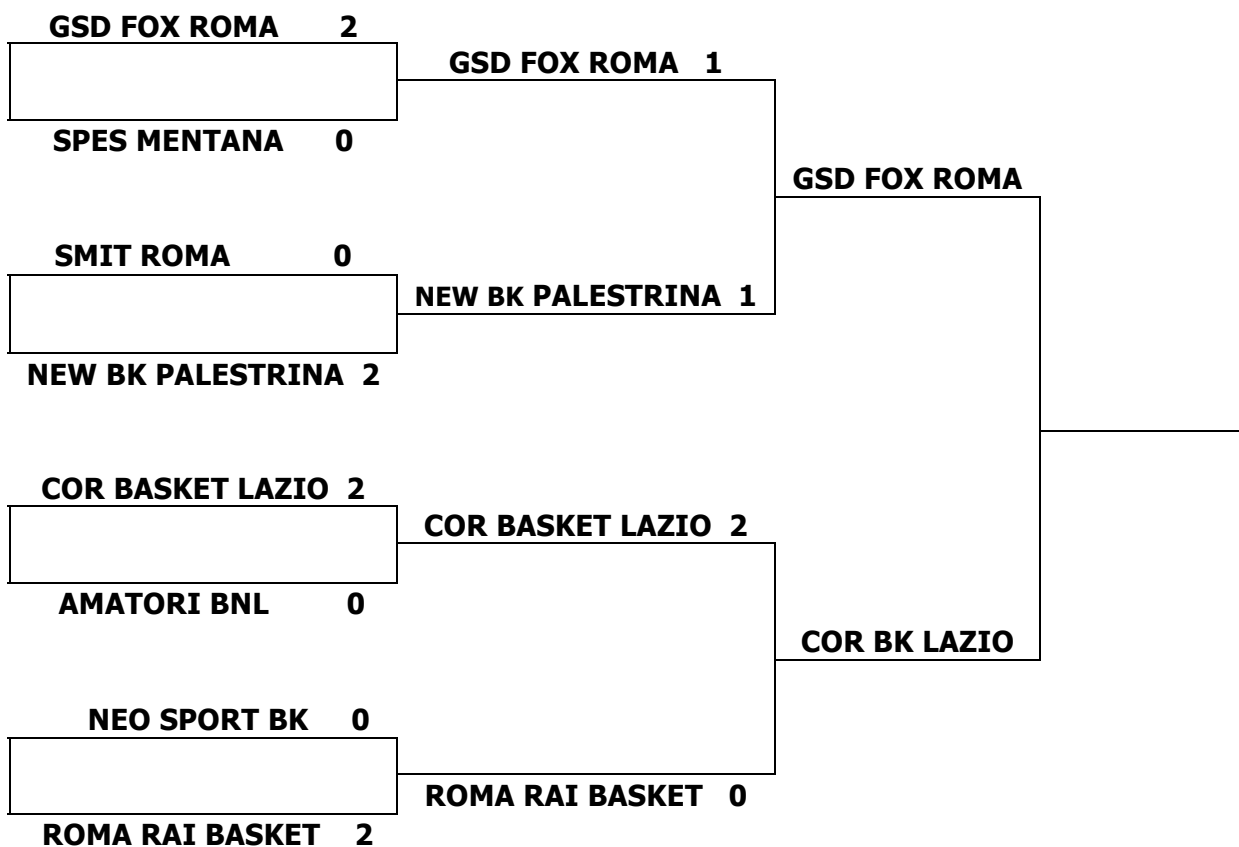 GSD FOX ROMA 2
GSD FOX ROMA 1
SPES MENTANA 0
GSD FOX ROMA
SMIT ROMA 0
NEW BK PALESTRINA 1
NEW BK PALESTRINA 2
COR BASKET LAZIO 2
COR BASKET LAZIO 2
AMATORI BNL 0
COR BK LAZIO
NEO SPORT BK 0
ROMA RAI BASKET 0
ROMA RAI BASKET 2